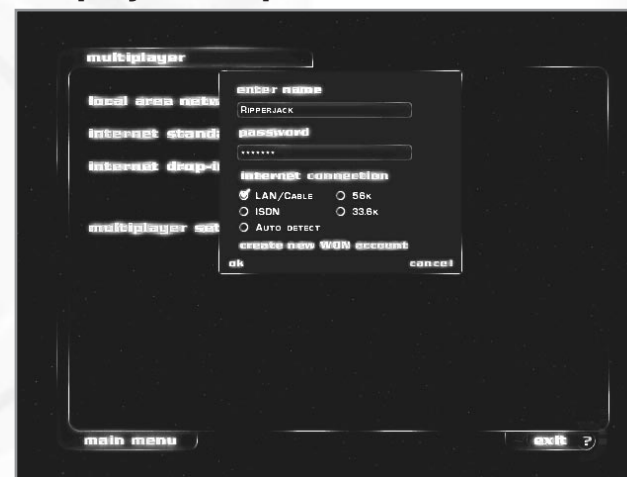 multiplayer
enter name
RIPPERJACK
password
*******
internet connection
LAN/CABLE
56K
ISDN
33.6K
AUTO DETECT
create new WON account
ok
cancel
local area netw
internet standa
internet drop-i
multiplayer set
main menu
exit ?